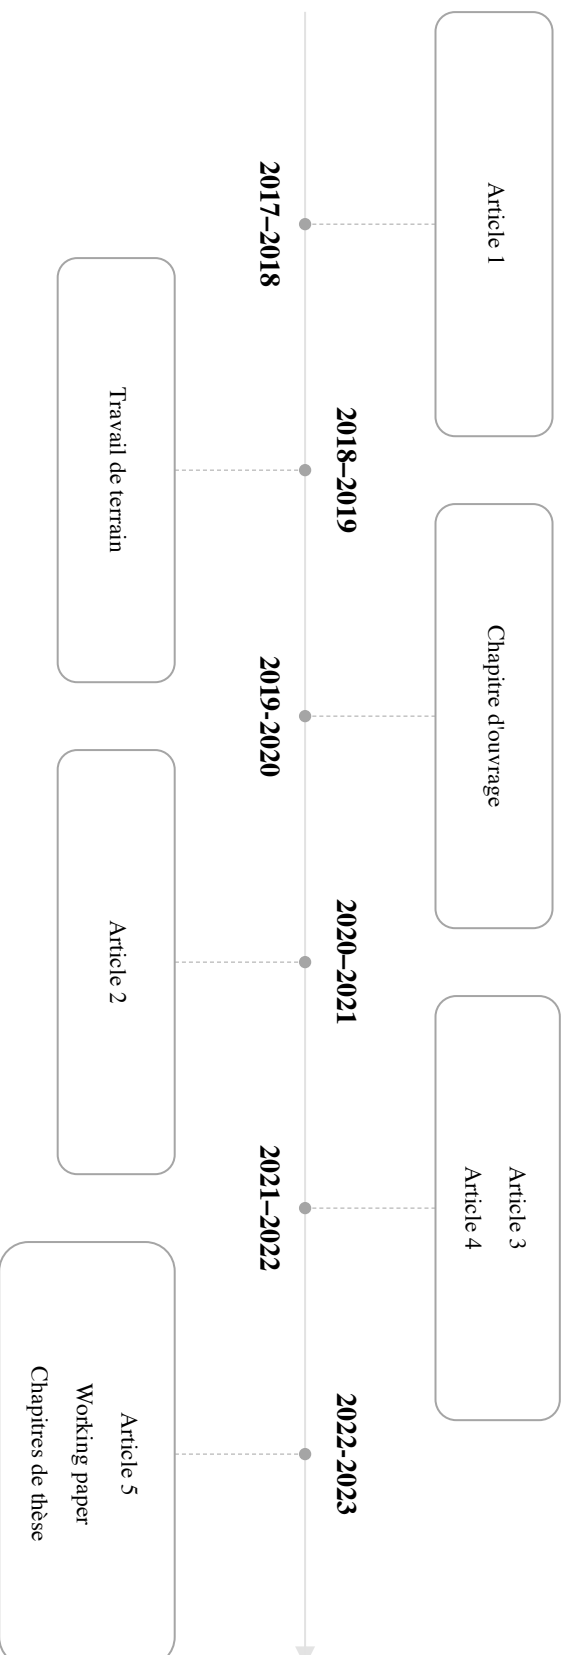 Article 1
2017–2018
2018–2019
Travail de terrain
Chapitre d'ouvrage
2019-2020
2020–2021
Article 2
Article 3
Article 4
2021–2022
2022-2023
Article 5
Working paper
Chapitres de thèse